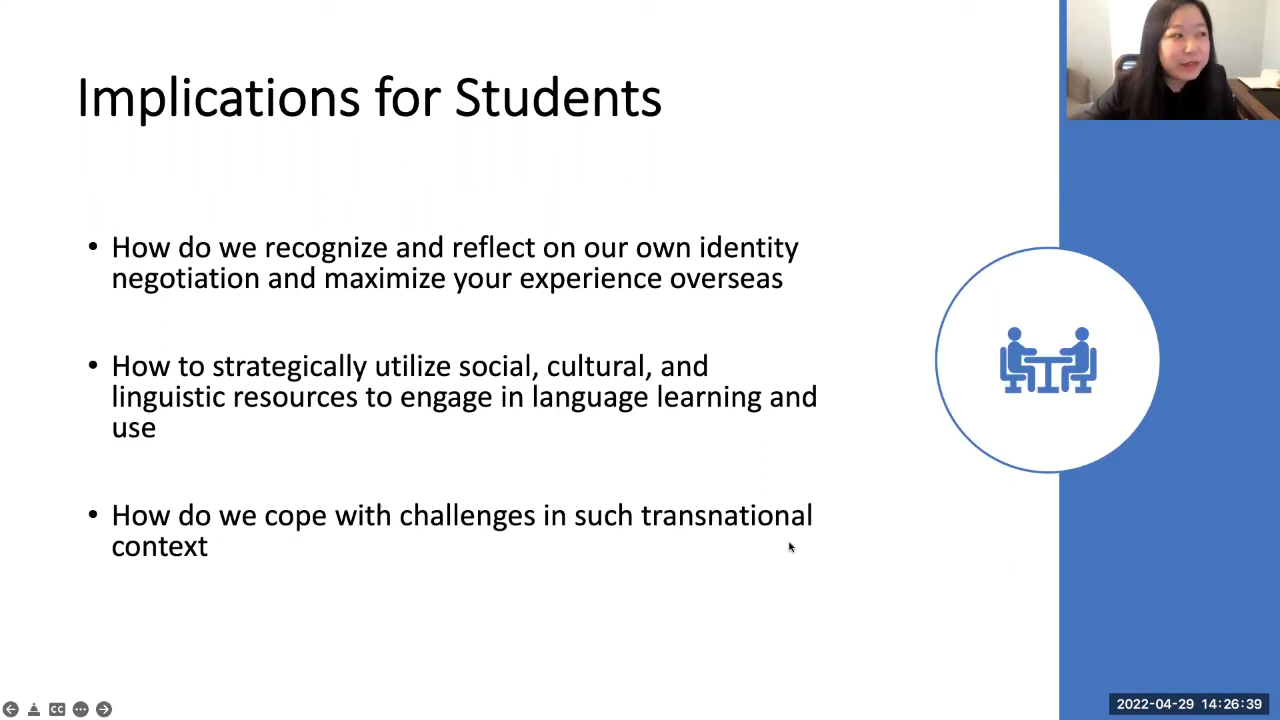 Implications for Students
• How do we recognize and reflect on our own identity
negotiation and maximize your experience overseas
• How to strategically utilize social, cultural, and
linguistic resources to engage in language learning and
use
• How do we cope with challenges in such transnational
context
CC
2022-04-29 14:26:39